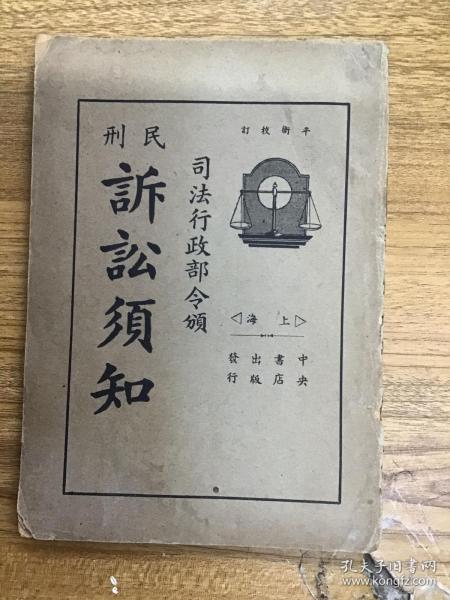 平衡校訂
上海
中央書店出版發行
司法行政部令頒
民刑
訴訟須知
孔夫子旧书网
www.kongfz.com